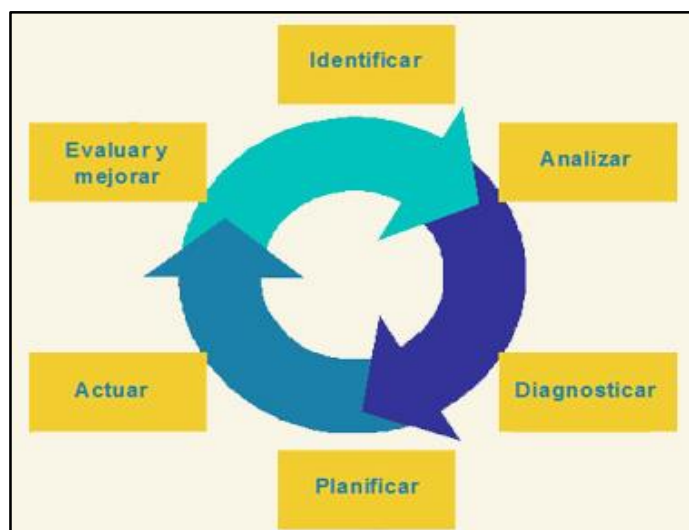 Identificar
Evaluar y
mejorar
Analizar
Actuar
Diagnosticar
Planificar